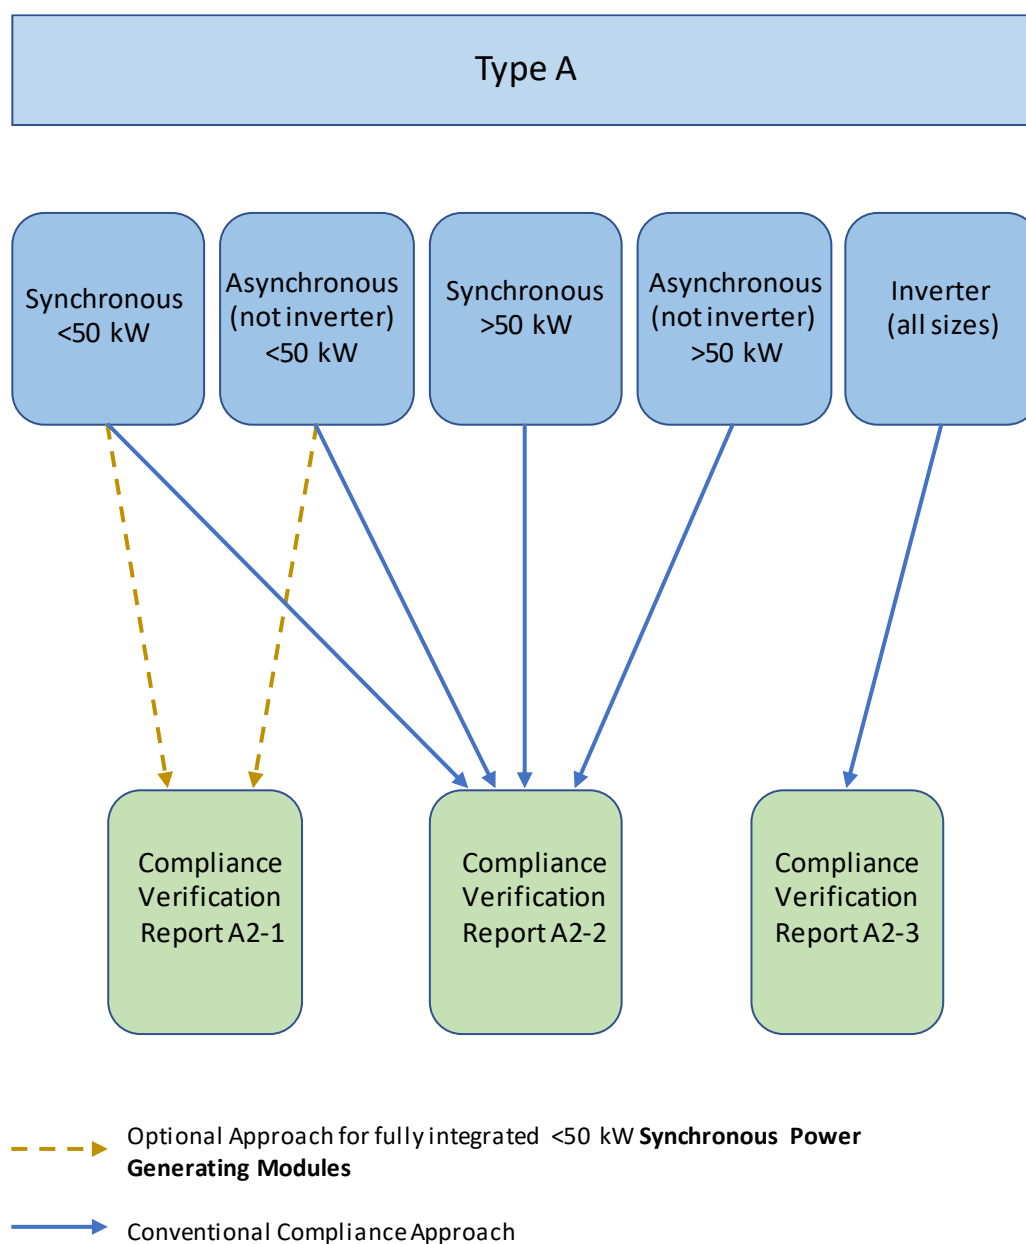 Type A
Synchronous
<50 kW
Asynchronous
(not inverter)
<50 kW
Synchronous
>50 kW
Asynchronous
(not inverter)
>50 kW
Inverter
(all sizes)
Compliance
Verification
Report A2-1
Compliance
Verification
Report A2-2
Compliance
Verification
Report A2-3
Optional Approach for fully integrated <50 kW Synchronous Power
Generating Modules
Conventional Compliance Approach